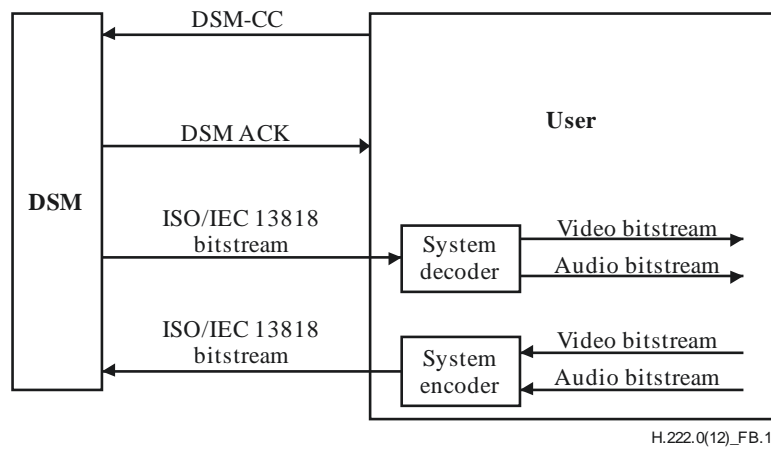 DSM-CC
User
DSM ACK
DSM
ISO/IEC 13818
bitstream
System
decoder
Video bitstream
Audio bitstream
ISO/IEC 13818
bitstream
System
encoder
Video bitstream
Audio bitstream
H.222.0(12)_FB.1